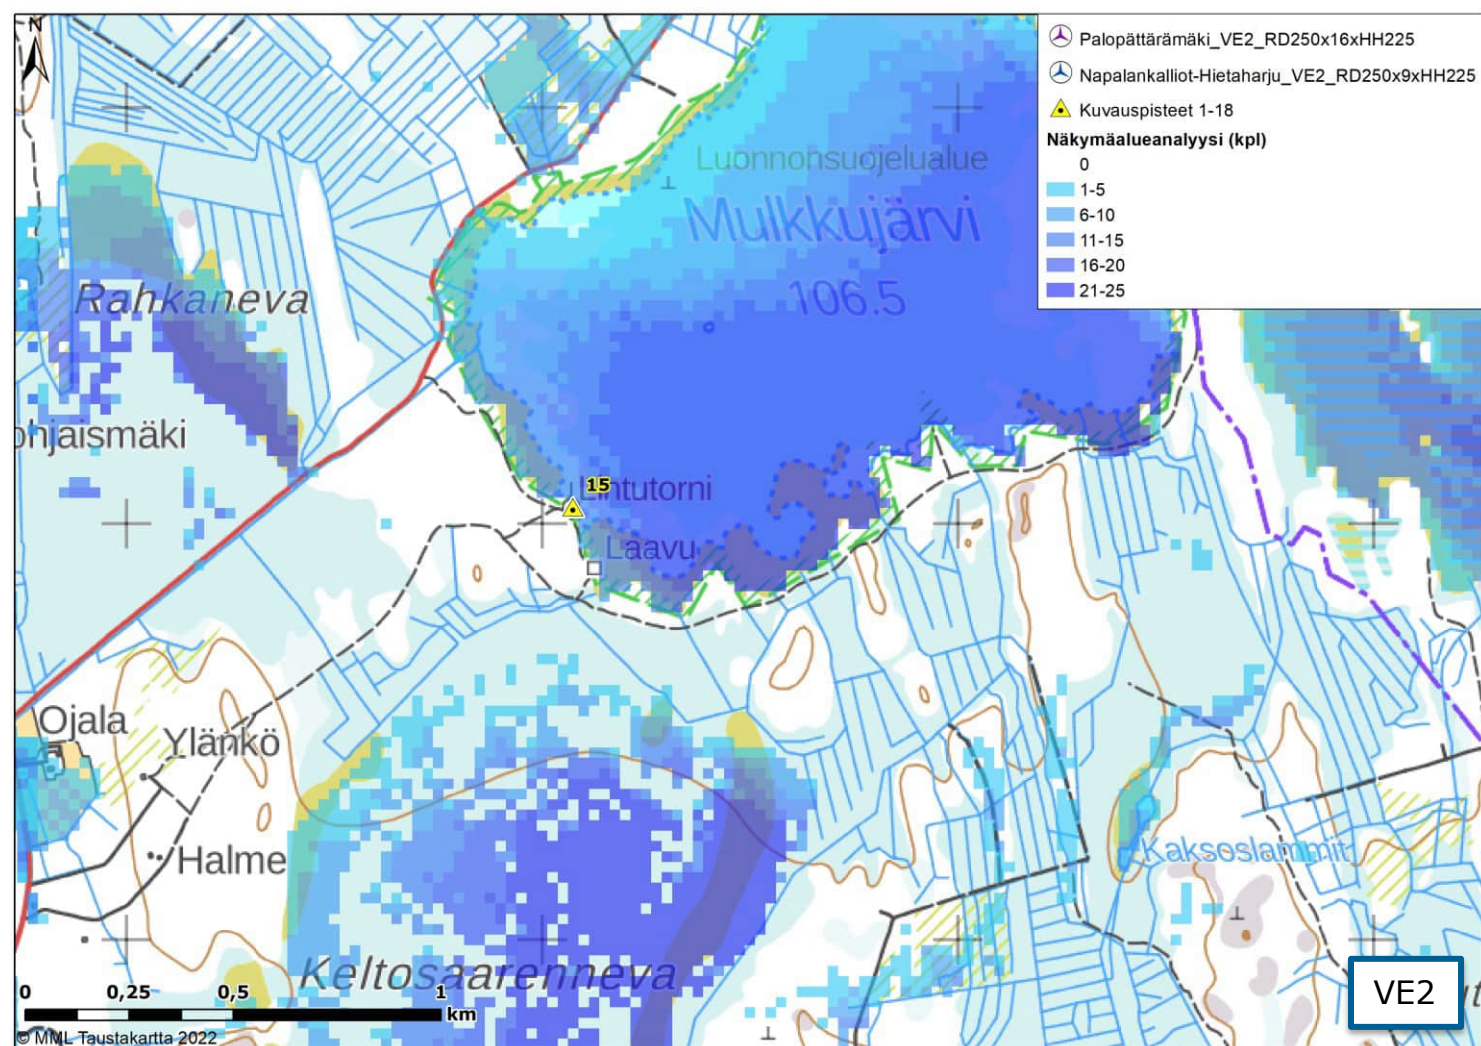 N
Palopättärämäki_VE2_RD250x16xHH225
Napalankalliot-Hietaharju_VE2_RD250x9xHH225
Kuvauspisteet 1-18
Näkymäalueanalyysi (kpl)
0
1-5
6-10
11-15
16-20
21-25
Luonnonsuojelualue
Mulkkujärvi
106.5
Rahkaneva
ohjaismäki
15
Lintutorni
Laavu
Ojala
Ylänkö
Halme
Kaksoslammit
Keltosaarenneva
0 0,25 0,5 1
km
VE2
© MML Taustakartta 2022